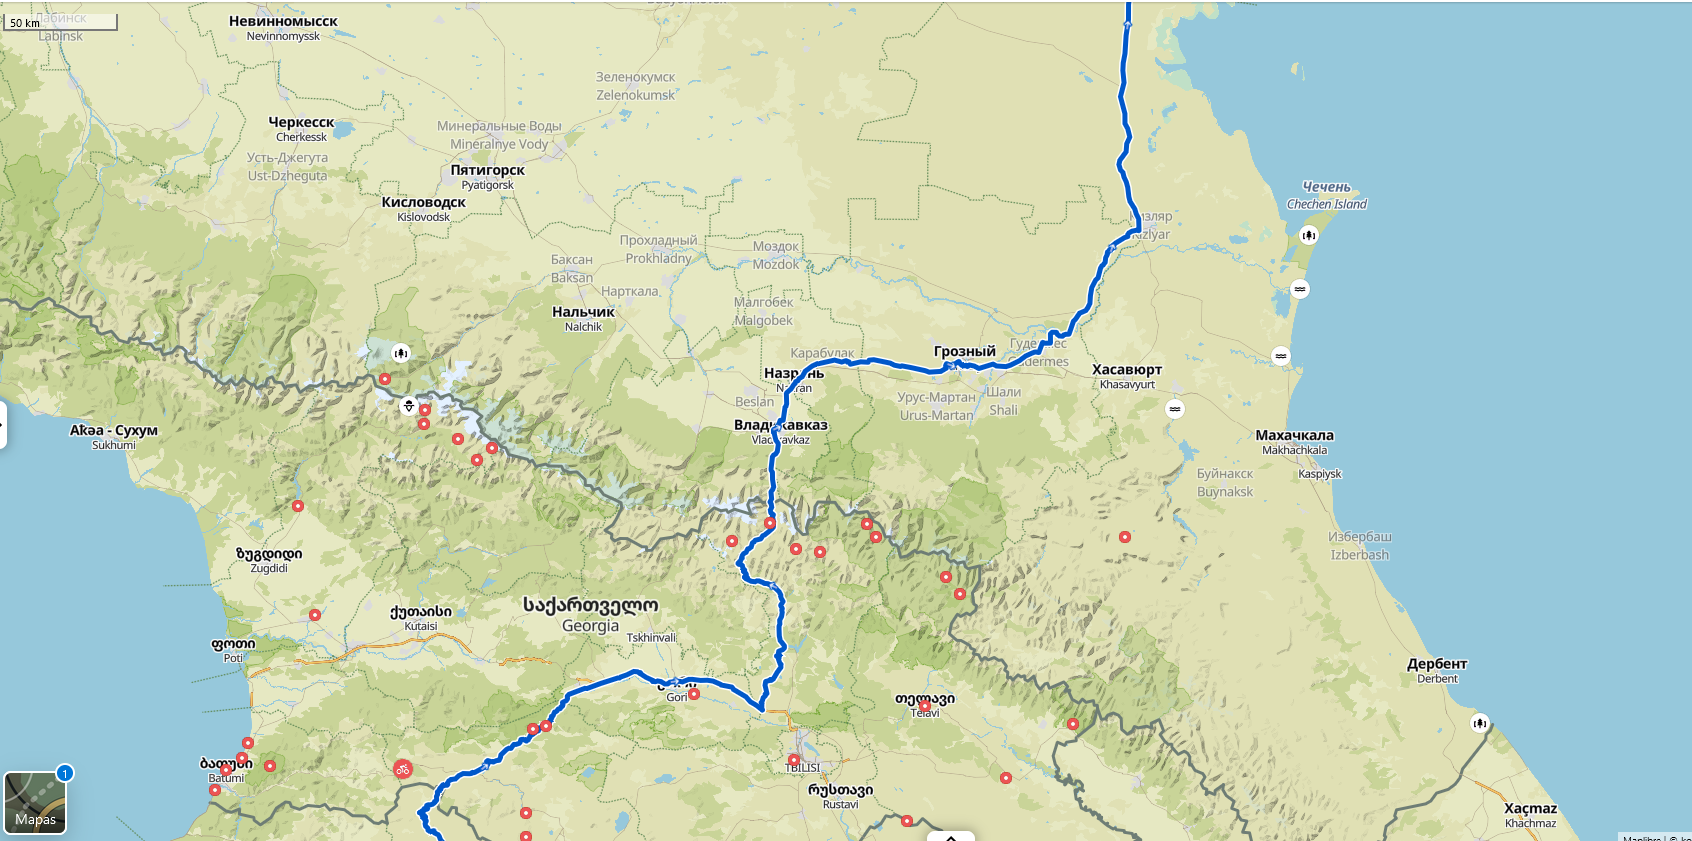 50 km
Лабинск
Labinsk
Невинномысск
Nevinnomyssk
Зеленокумск
Zelenokumsk
Черкесск
Cherkessk
Минеральные Воды
Mineralnye Vody
Усть-Джегута
Ust-Dzheguta
Пятигорск
Pyatigorsk
Кисловодск
Kislovodsk
Чечень
Chechen Island
Кизляр
Kizlyar
Прохладный
Prokhladny
Моздок
Mozdok
Баксан
Baksan
Нарткала
Малгобек
Malgobek
Нальчик
Nalchik
Карабулак
Грозный
Назрань
Nazran
Хасавюрт
Khasavyurt
Beslan
Урус-Мартан
Urus-Martan
Шали
Shali
Владикавказ
Vladikavkaz
Аҟәа - Сухум
Sukhumi
Махачкала
Makhachkala
Kaspiysk
Буйнакск
Buynaksk
Избербаш
Izberbash
ზუგდიდი
Zugdidi
საქართველო
Georgia
ქუთაისი
Kutaisi
Tskhinvali
ფოთი
Poti
Gori
თელავი
Telavi
Дербент
Derbent
ბათუმი
Batumi
TBILISI
რუსთავი
Rustavi
Xaçmaz
Khachmaz
1
Mapas